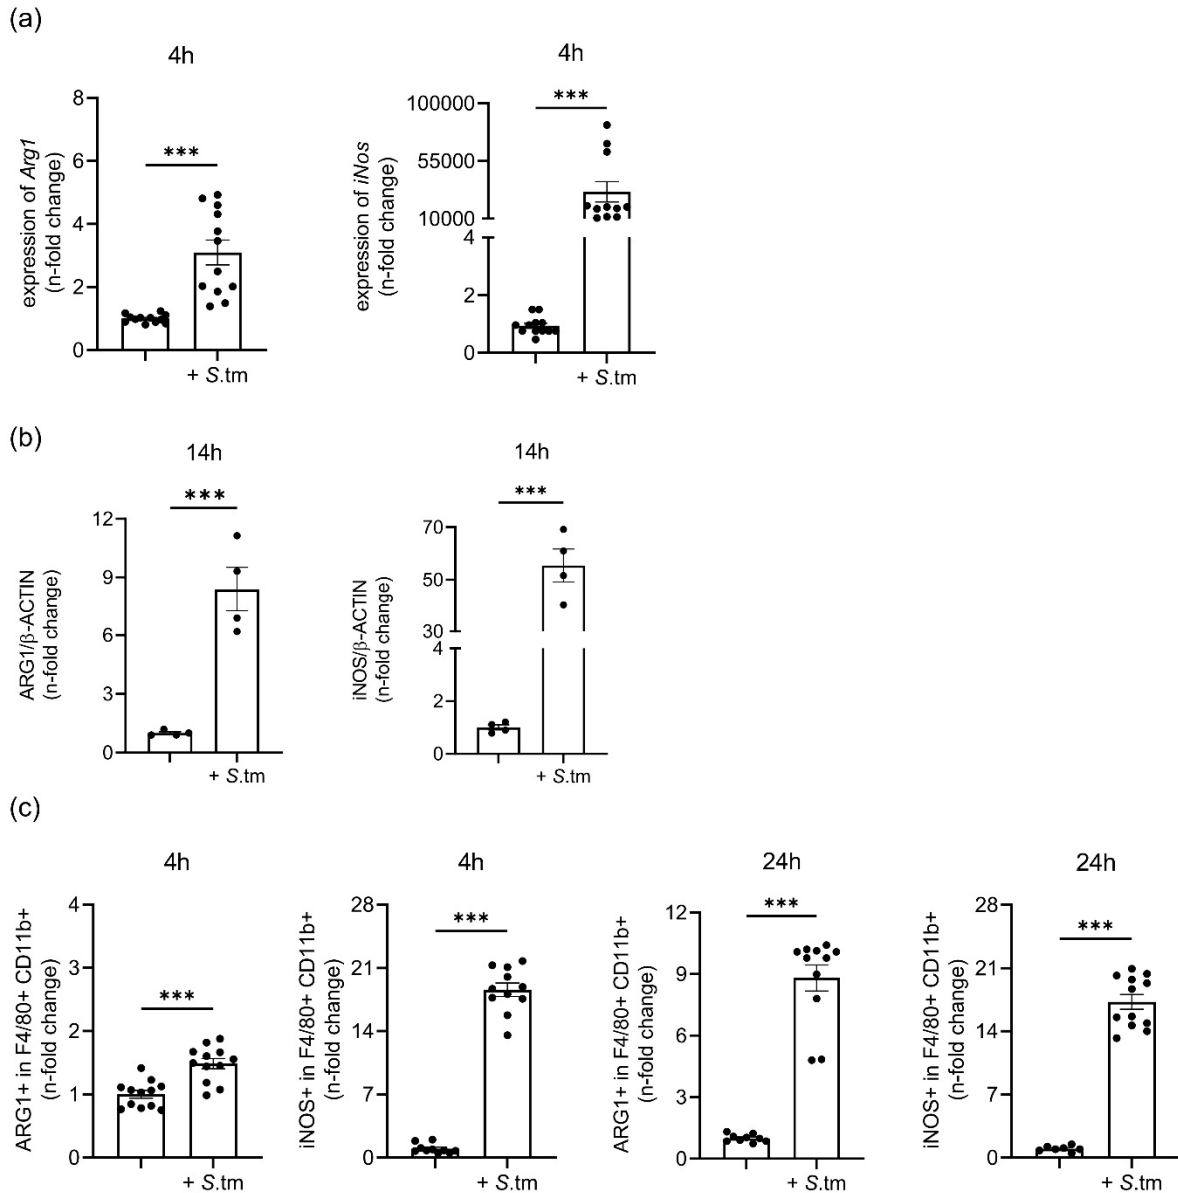 (a)
4h
expression of Arg1
(n-fold change)
8
6
4
2
0
***
+ S.tm
4h
expression of iNos
(n-fold change)
100000
55000
10000
4
2
0
***
+ S.tm
(b)
14h
ARG1/β-ACTIN
(n-fold change)
12
9
6
3
0
***
+ S.tm
14h
iNOS/β-ACTIN
(n-fold change)
70
50
30
4
2
0
***
+ S.tm
(c)
4h
ARG1+ in F4/80+ CD11b+
(n-fold change)
4
3
2
1
0
***
+ S.tm
4h
iNOS+ in F4/80+ CD11b+
(n-fold change)
28
21
14
7
0
***
+ S.tm
24h
ARG1+ in F4/80+ CD11b+
(n-fold change)
12
9
6
3
0
***
+ S.tm
24h
iNOS+ in F4/80+ CD11b+
(n-fold change)
28
21
14
7
0
***
+ S.tm